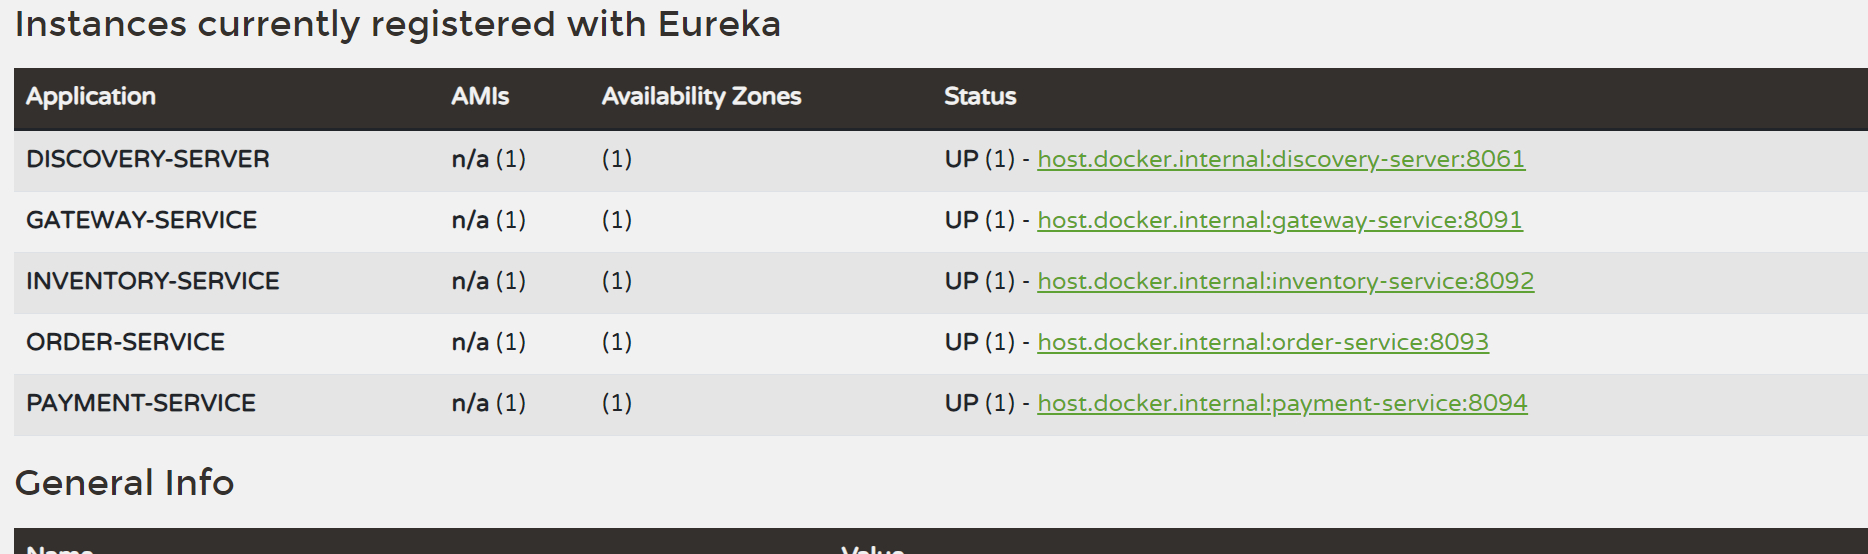 Instances currently registered with Eureka
Application AMIs Availability Zones Status
DISCOVERY-SERVER n/a (1) (1) UP (1) - host.docker.internal:discovery-server:8061
GATEWAY-SERVICE n/a (1) (1) UP (1) - host.docker.internal:gateway-service:8091
INVENTORY-SERVICE n/a (1) (1) UP (1) - host.docker.internal:inventory-service:8092
ORDER-SERVICE n/a (1) (1) UP (1) - host.docker.internal:order-service:8093
PAYMENT-SERVICE n/a (1) (1) UP (1) - host.docker.internal:payment-service:8094
General Info
Name Value